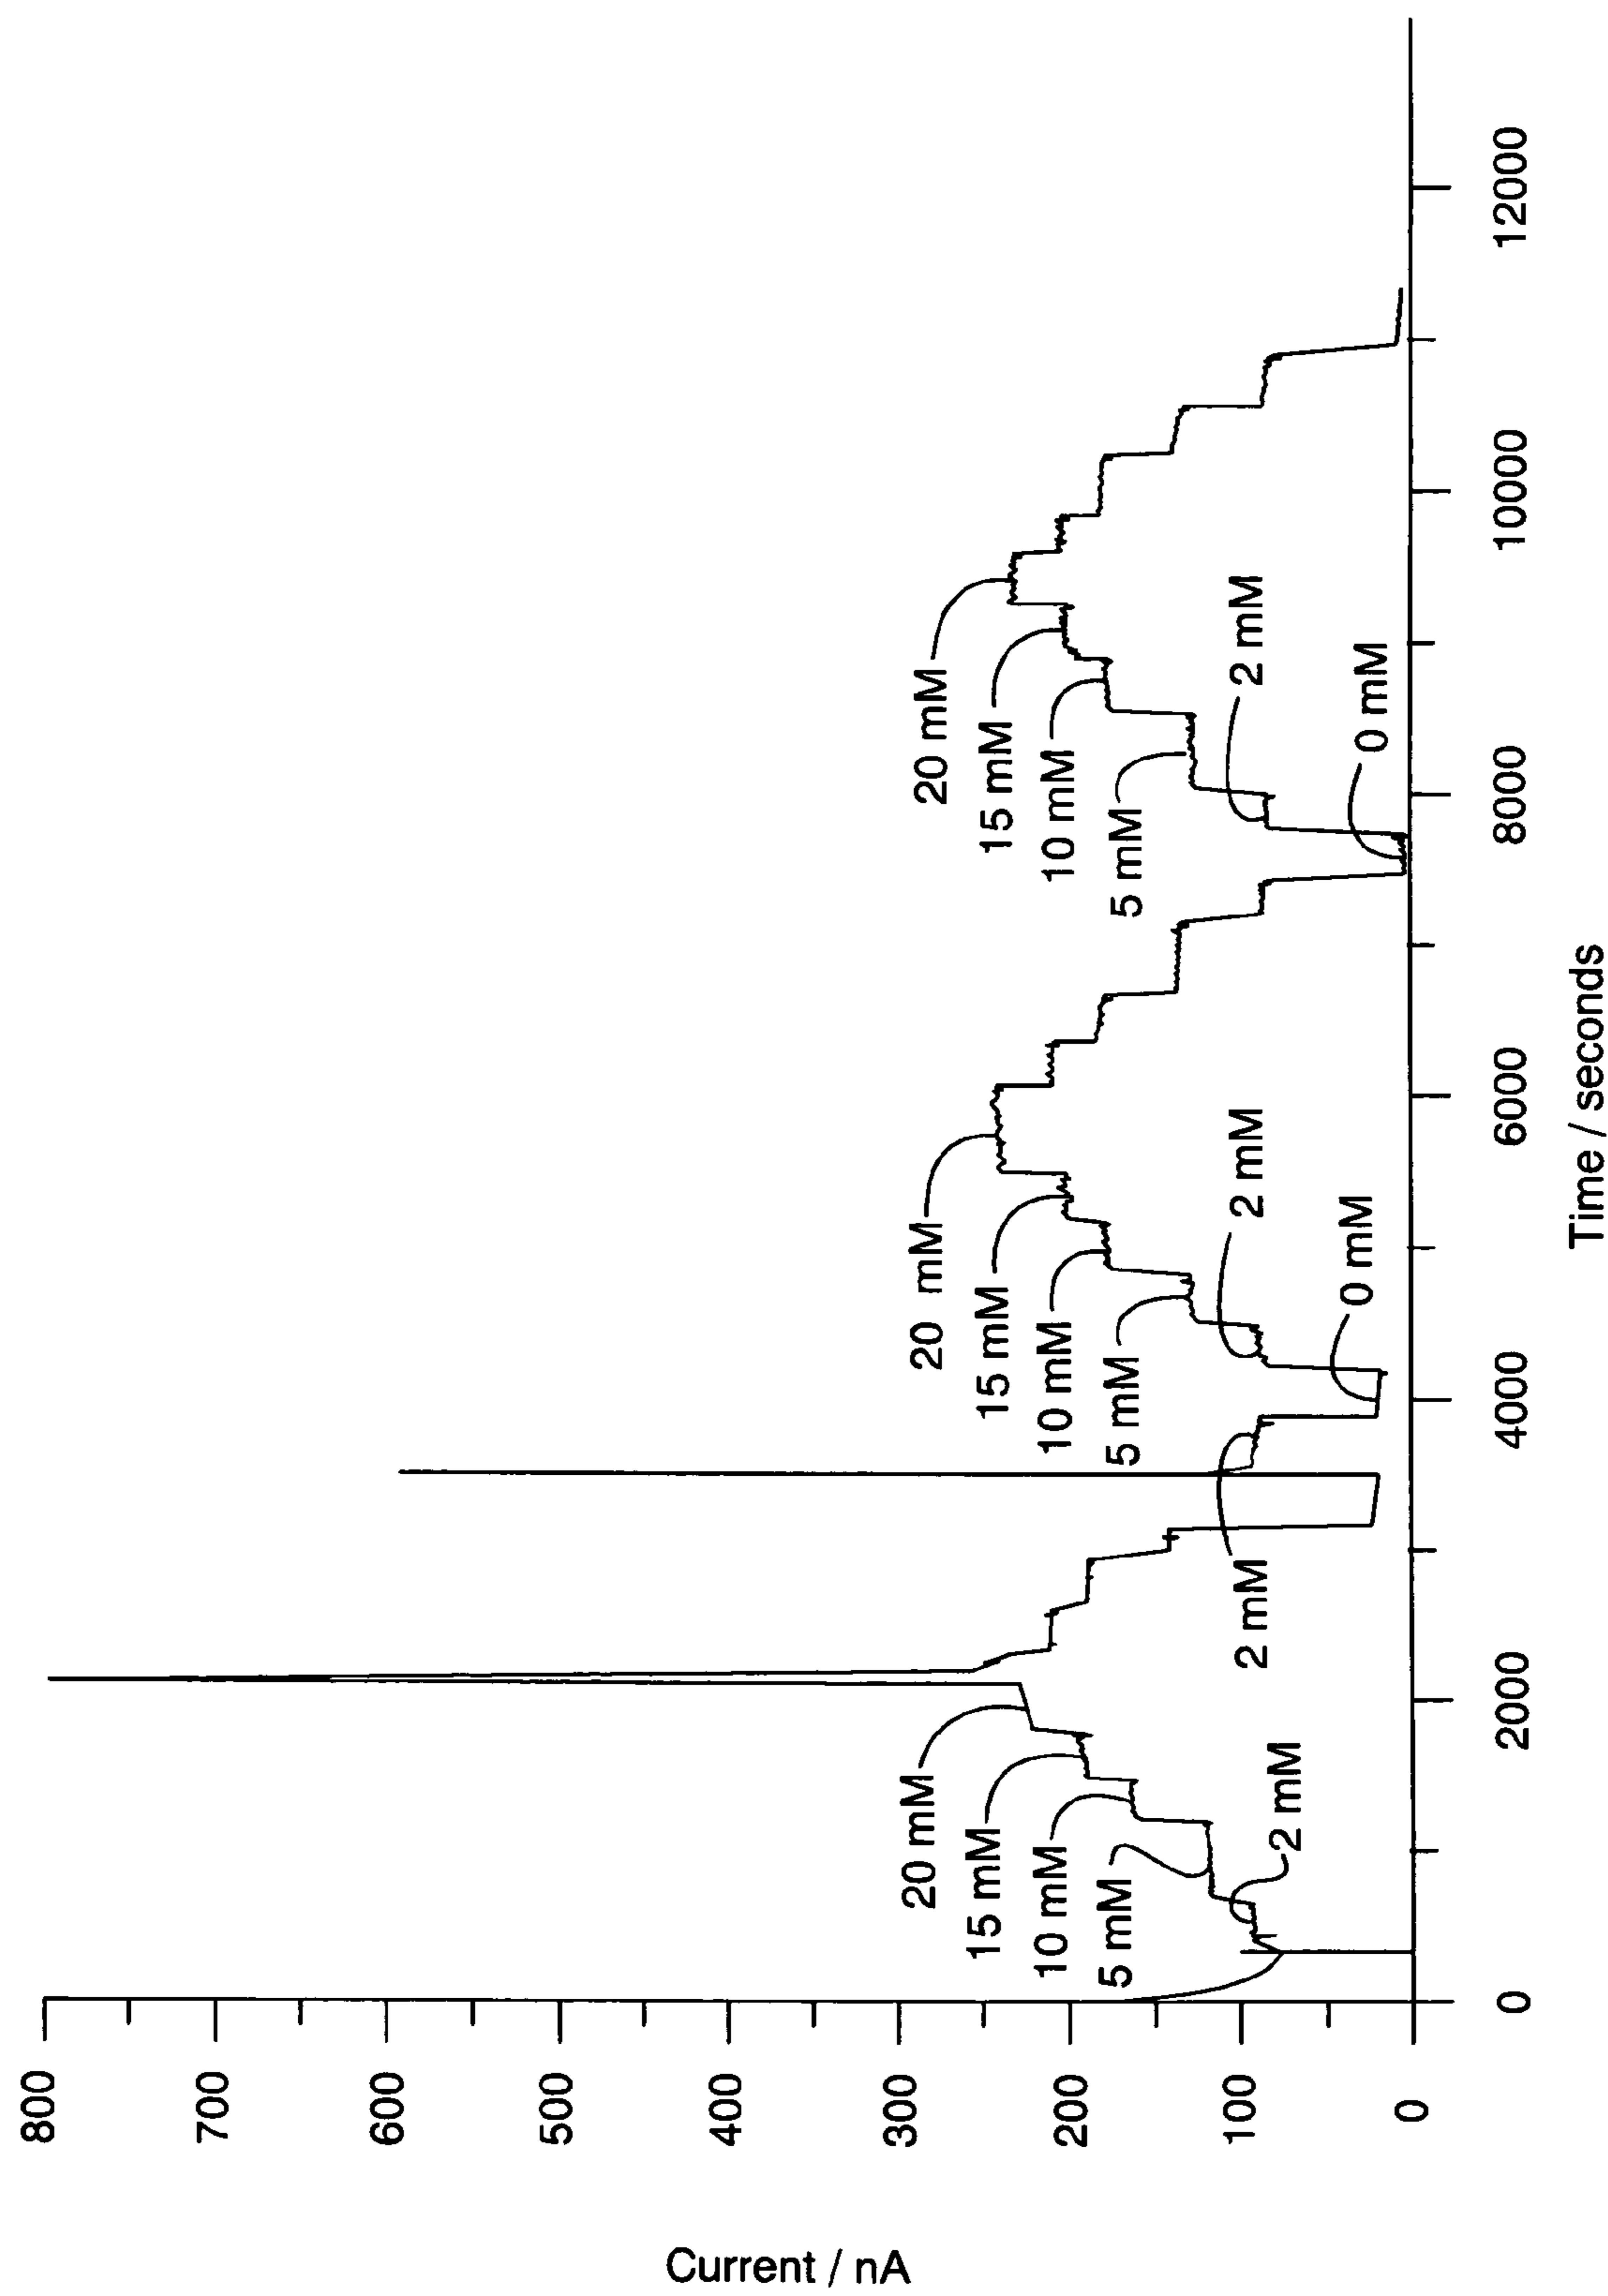 800
700
600
500
400
300
200
100
0
Current / nA
20 mM
15 mM
10 mM
5 mM
2 mM
2 mM
20 mM
15 mM
10 mM
5 mM
2 mM
0 mM
20 mM
15 mM
10 mM
5 mM
2 mM
0 mM
0
2000
4000
6000
8000
10000
12000
Time / seconds